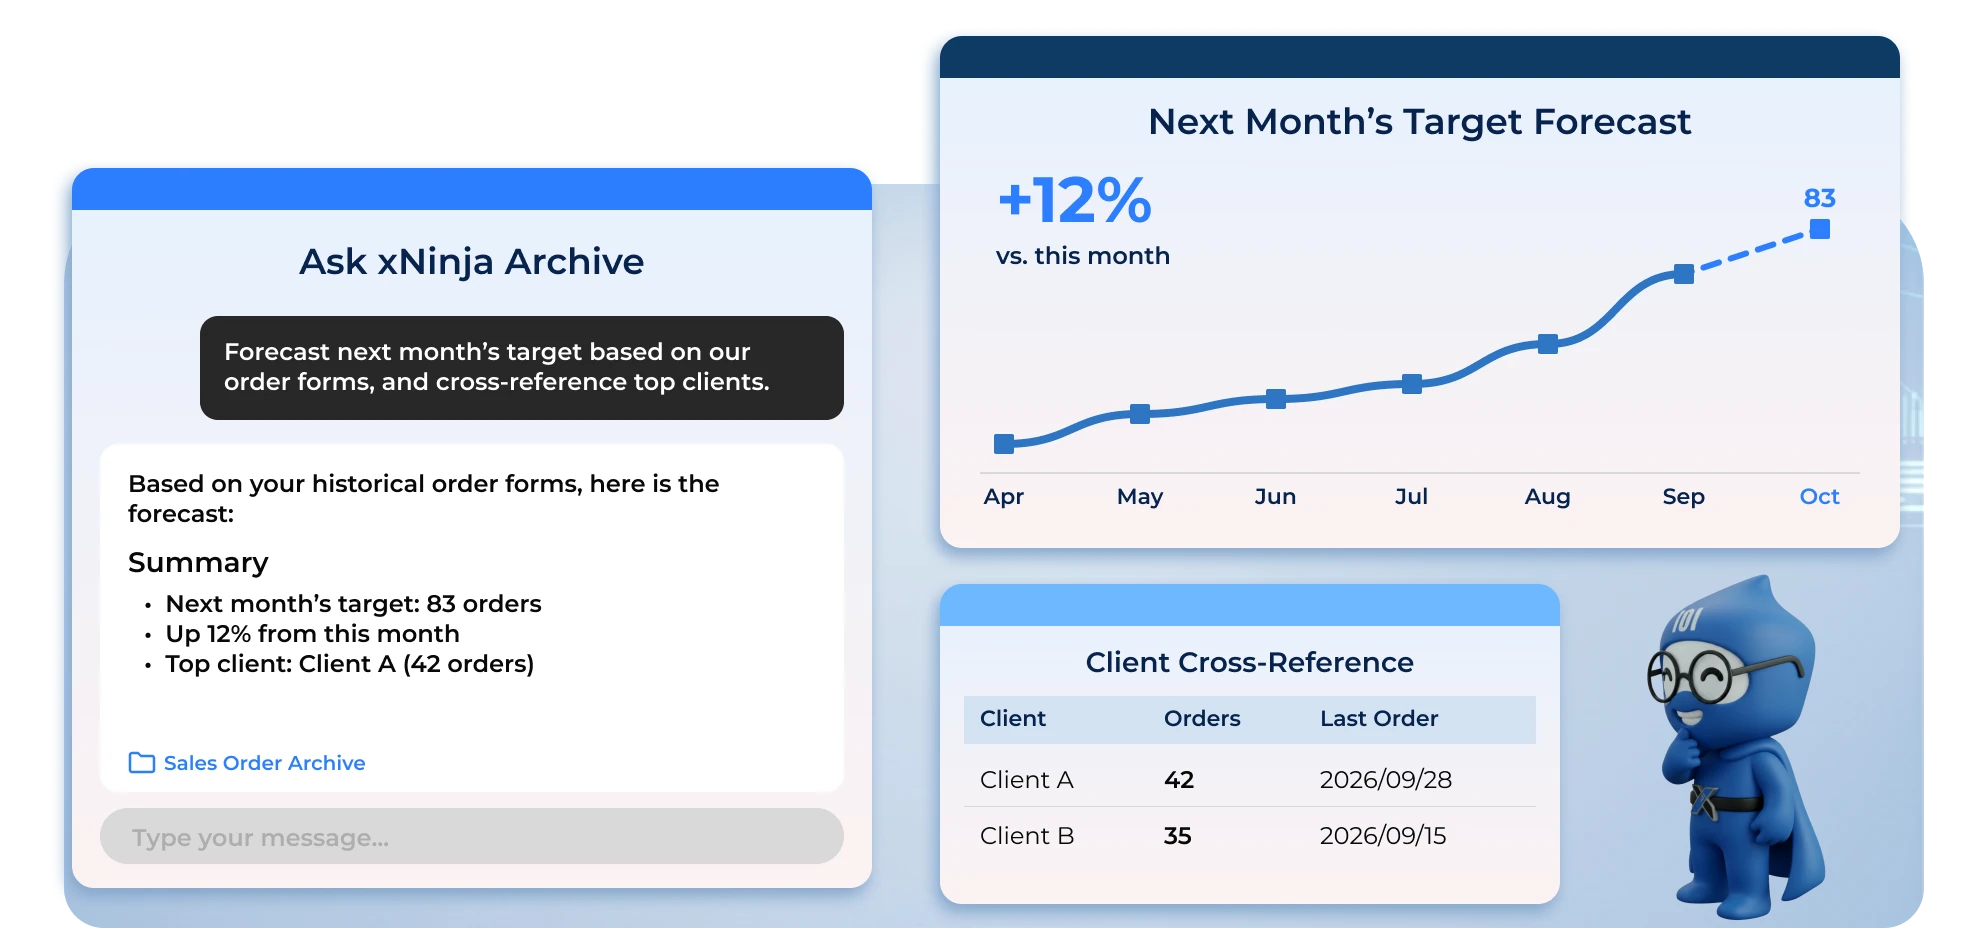 Ask xNinja Archive
Forecast next month’s target based on our
order forms, and cross-reference top clients.
Based on your historical order forms, here is the
forecast:
Summary
• Next month’s target: 83 orders
• Up 12% from this month
• Top client: Client A (42 orders)
Sales Order Archive
Type your message...
Next Month’s Target Forecast
+12%
vs. this month
83
Apr May Jun Jul Aug Sep Oct
Client Cross-Reference
Client Orders Last Order
Client A 42 2026/09/28
Client B 35 2026/09/15
TOI
X